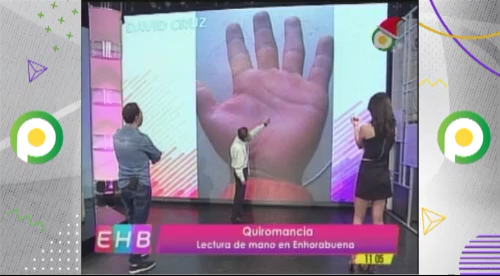 DAVID CRUZ
Quiromancia
EHB
Lectura de mano en Enhorabuena
11:05